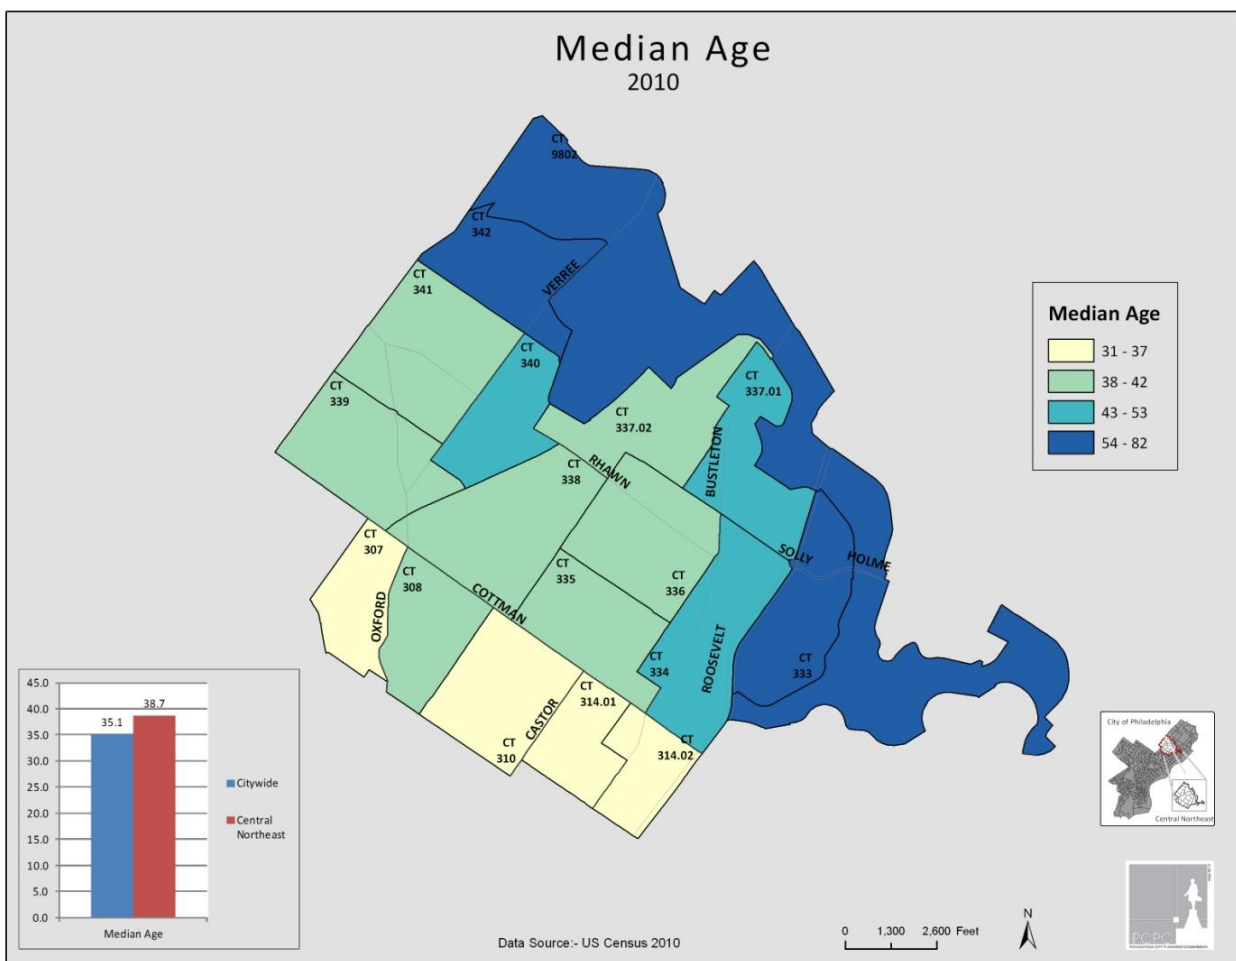 Median Age
2010
CT
9802
CT
342
VERREE
CT
341
CT
340
CT
339
CT
337.01
CT
337.02
BUSTLETON
RHAWN
CT
338
CT
307
SOLLY
HOLME
CT
308
CT
335
CT
336
COTTMAN
OXFORD
ROOSEVELT
CT
334
CT
333
CT
314.01
CASTOR
CT
310
CT
314.02
Median Age
31 - 37
38 - 42
43 - 53
54 - 82
45.0
40.0
35.0
30.0
25.0
20.0
15.0
10.0
5.0
0.0
35.1
38.7
Median Age
Citywide
Central
Northeast
Data Source:- US Census 2010
0 1,300 2,600 Feet
N
City of Philadelphia
Central Northeast
PCPC
PHILADELPHIA CITY PLANNING COMMISSION